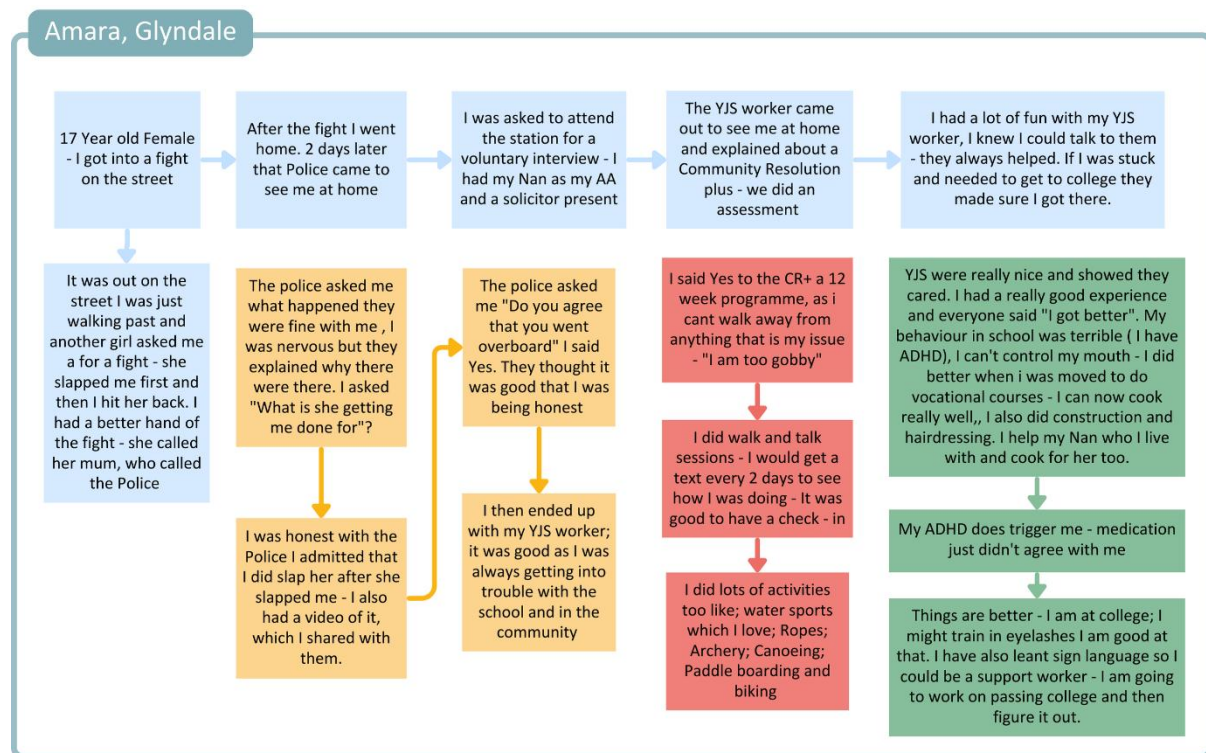 Amara, Glyndale
17 Year old Female
- I got into a fight
on the street
After the fight I went
home. 2 days later
that Police came to
see me at home
I was asked to attend
the station for a
voluntary interview - I
had my Nan as my AA
and a solicitor present
The YJS worker came
out to see me at home
and explained about a
Community Resolution
plus - we did an
assessment
I had a lot of fun with my YJS
worker, I knew I could talk to them
- they always helped. If I was stuck
and needed to get to college they
made sure I got there.
It was out on the
street I was just
walking past and
another girl asked me
a for a fight - she
slapped me first and
then I hit her back. I
had a better hand of
the fight - she called
her mum, who called
the Police
The police asked me
what happened they
were fine with me , I
was nervous but they
explained why there
were there. I asked
"What is she getting
me done for"?
I was honest with the
Police I admitted that
I did slap her after she
slapped me - I also
had a video of it,
which I shared with
them.
The police asked
me "Do you agree
that you went
overboard" I said
Yes. They thought it
was good that I was
being honest
I then ended up
with my YJS worker;
it was good as I was
always getting into
trouble with the
school and in the
community
I said Yes to the CR+ a 12
week programme, as i
cant walk away from
anything that is my issue
- "I am too gobby"
I did walk and talk
sessions - I would get a
text every 2 days to see
how I was doing - It was
good to have a check - in
I did lots of activities
too like; water sports
which I love; Ropes;
Archery; Canoeing;
Paddle boarding and
biking
YJS were really nice and showed they
cared. I had a really good experience
and everyone said "I got better". My
behaviour in school was terrible ( I have
ADHD), I can't control my mouth - I did
better when i was moved to do
vocational courses - I can now cook
really well,, I also did construction and
hairdressing. I help my Nan who I live
with and cook for her too.
My ADHD does trigger me - medication
just didn't agree with me
Things are better - I am at college; I
might train in eyelashes I am good at
that. I have also leant sign language so I
could be a support worker - I am going
to work on passing college and then
figure it out.